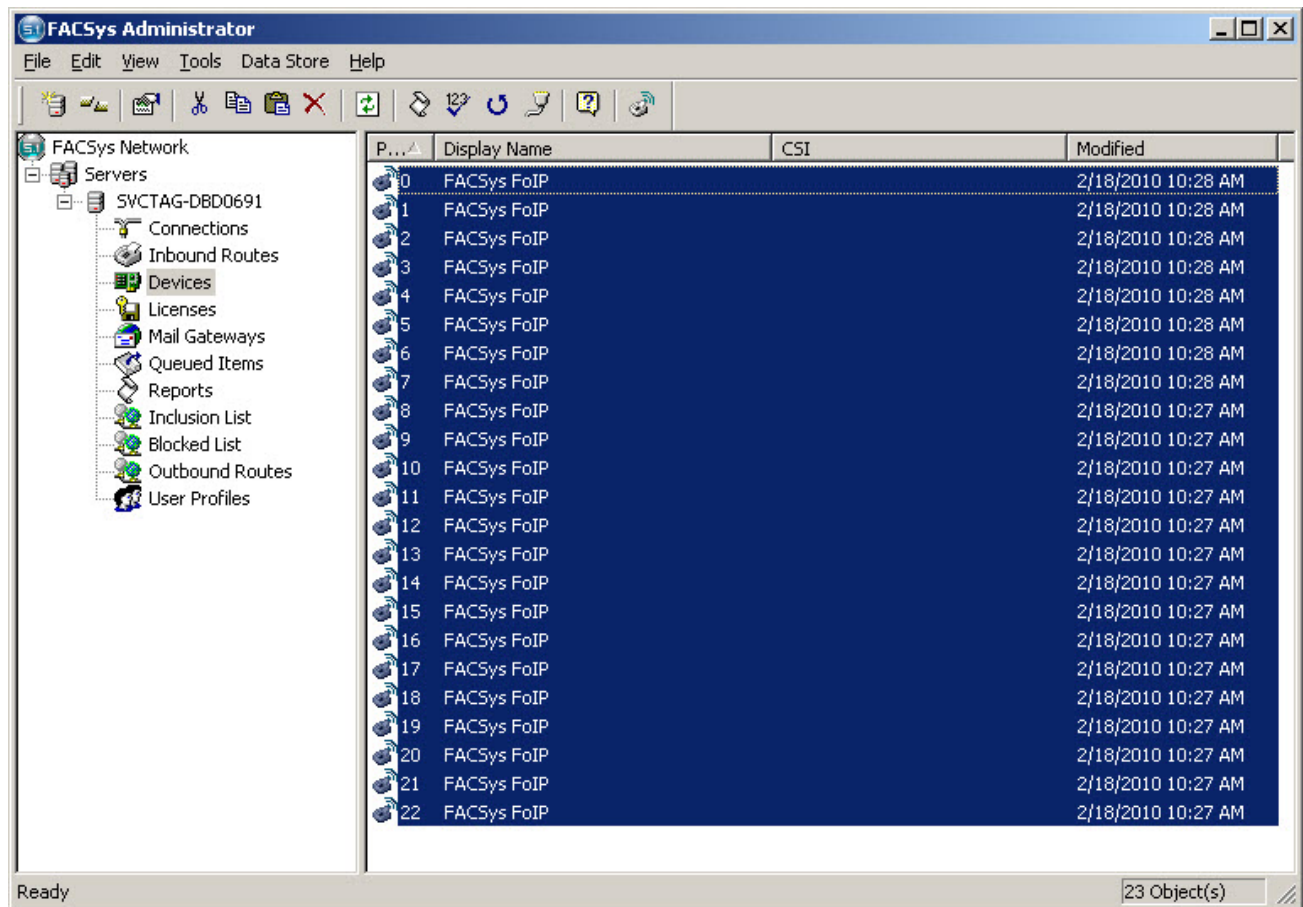 FACSys Administrator
File Edit View Tools Data Store Help
FACSys Network
Servers
SVCTAG-DBD0691
Connections
Inbound Routes
Devices
Licenses
Mail Gateways
Queued Items
Reports
Inclusion List
Blocked List
Outbound Routes
User Profiles
P... Display Name CSI Modified
0 FACSys FoIP 2/18/2010 10:28 AM
1 FACSys FoIP 2/18/2010 10:28 AM
2 FACSys FoIP 2/18/2010 10:28 AM
3 FACSys FoIP 2/18/2010 10:28 AM
4 FACSys FoIP 2/18/2010 10:28 AM
5 FACSys FoIP 2/18/2010 10:28 AM
6 FACSys FoIP 2/18/2010 10:28 AM
7 FACSys FoIP 2/18/2010 10:28 AM
8 FACSys FoIP 2/18/2010 10:27 AM
9 FACSys FoIP 2/18/2010 10:27 AM
10 FACSys FoIP 2/18/2010 10:27 AM
11 FACSys FoIP 2/18/2010 10:27 AM
12 FACSys FoIP 2/18/2010 10:27 AM
13 FACSys FoIP 2/18/2010 10:27 AM
14 FACSys FoIP 2/18/2010 10:27 AM
15 FACSys FoIP 2/18/2010 10:27 AM
16 FACSys FoIP 2/18/2010 10:27 AM
17 FACSys FoIP 2/18/2010 10:27 AM
18 FACSys FoIP 2/18/2010 10:27 AM
19 FACSys FoIP 2/18/2010 10:27 AM
20 FACSys FoIP 2/18/2010 10:27 AM
21 FACSys FoIP 2/18/2010 10:27 AM
22 FACSys FoIP 2/18/2010 10:27 AM
Ready 23 Object(s)